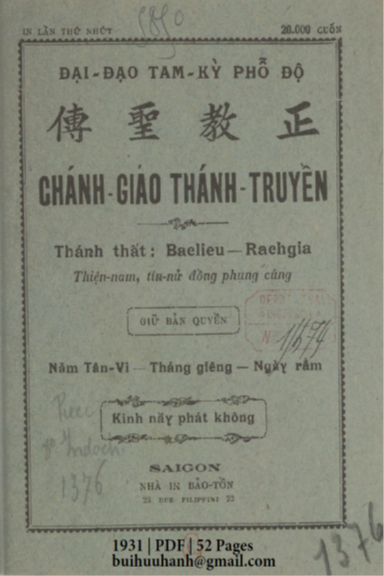 IN LẦN THỨ NHỨT
20.000 CUỐN
ĐẠI-ĐẠO TAM-KỲ PHỔ ĐỘ
傳 聖 教 正
CHÁNH-GIÁO THÁNH-TRUYỀN
Thánh thất: Baclieu — Rachgia
Thiện-nam, tín-nữ đồng phụng cúng
GIỮ BẢN QUYỀN
Năm Tân-Vi — Tháng giêng — Ngày rằm
Kinh nầy phát không
SAIGON
NHÀ IN BẢO-TỒN
1376
1376
1931 | PDF | 52 Pages
buihuuhanh@gmail.com